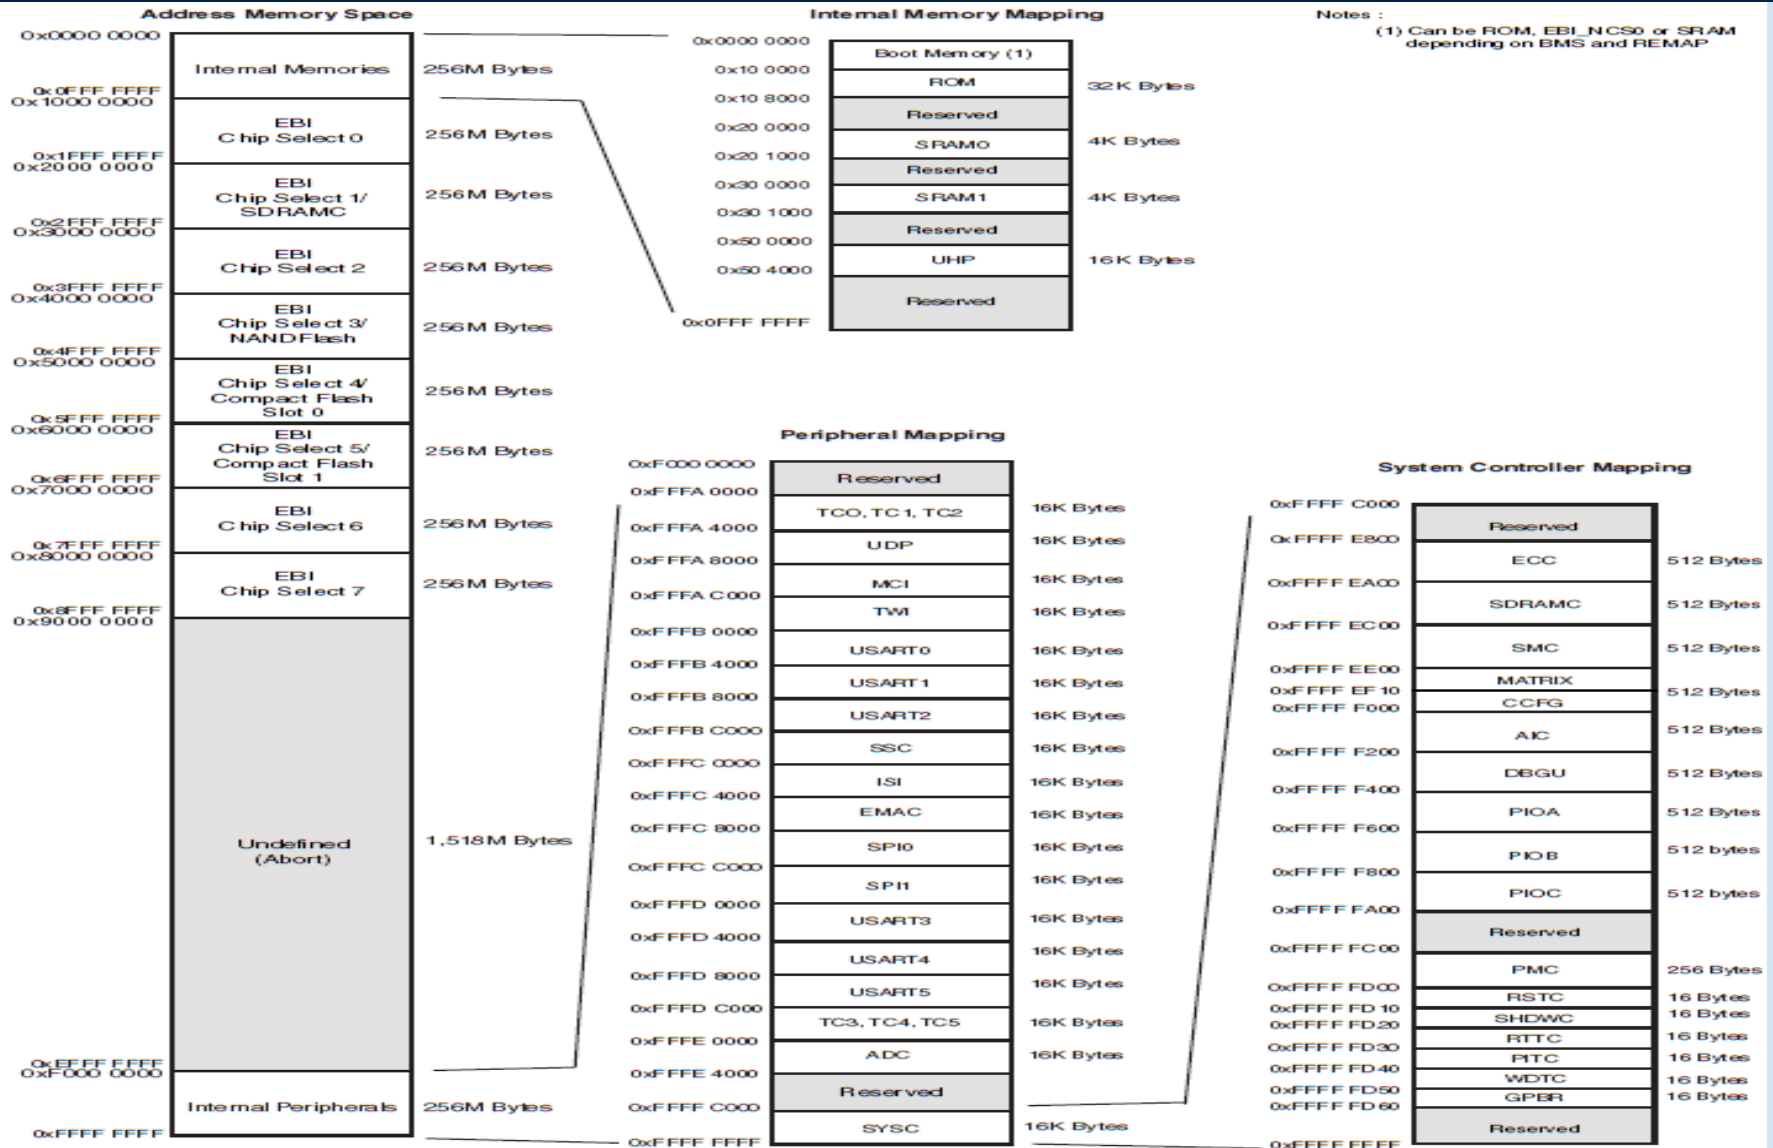 Address Memory Space
0x0000 0000
Internal Memories
256M Bytes
0x0FFF FFFF
0x1000 0000
EBI
Chip Select 0
256M Bytes
0x1FFF FFFF
0x2000 0000
EBI
Chip Select 1/
SDRAMC
256M Bytes
0x2FFF FFFF
0x3000 0000
EBI
Chip Select 2
256M Bytes
0x3FFF FFFF
0x4000 0000
EBI
Chip Select 3/
NANDFlash
256M Bytes
0x4FFF FFFF
0x5000 0000
EBI
Chip Select 4/
Compact Flash
Slot 0
256M Bytes
0x5FFF FFFF
0x6000 0000
EBI
Chip Select 5/
Compact Flash
Slot 1
256M Bytes
0x6FFF FFFF
0x7000 0000
EBI
Chip Select 6
256M Bytes
0x7FFF FFFF
0x8000 0000
EBI
Chip Select 7
256M Bytes
0x8FFF FFFF
0x9000 0000
Undefined
(Abort)
1,518M Bytes
0xEFFF FFFF
0xF000 0000
Internal Peripherals
256M Bytes
0xFFFF FFFF
Internal Memory Mapping
0x0000 0000
Boot Memory (1)
0x10 0000
ROM
32K Bytes
0x10 8000
Reserved
0x20 0000
SRAM0
4K Bytes
0x20 1000
Reserved
0x30 0000
SRAM1
4K Bytes
0x30 1000
Reserved
0x50 0000
UHP
16K Bytes
0x50 4000
Reserved
0x0FFF FFFF
Notes :
(1) Can be ROM, EBI_NCS0 or SRAM
depending on BMS and REMAP
Peripheral Mapping
0xF000 0000
Reserved
0xFFFA 0000
TCO, TC1, TC2
16K Bytes
0xFFFA 4000
UDP
16K Bytes
0xFFFA 8000
MCI
16K Bytes
0xFFFA C000
TWI
16K Bytes
0xFFFB 0000
USART0
16K Bytes
0xFFFB 4000
USART1
16K Bytes
0xFFFB 8000
USART2
16K Bytes
0xFFFB C000
SSC
16K Bytes
0xFFFC 0000
ISI
16K Bytes
0xFFFC 4000
EMAC
16K Bytes
0xFFFC 8000
SPI0
16K Bytes
0xFFFC C000
SPI1
16K Bytes
0xFFFD 0000
USART3
16K Bytes
0xFFFD 4000
USART4
16K Bytes
0xFFFD 8000
USART5
16K Bytes
0xFFFD C000
TC3, TC4, TC5
16K Bytes
0xFFFE 0000
ADC
16K Bytes
0xFFFE 4000
Reserved
0xFFFF C000
SYSC
16K Bytes
0xFFFF FFFF
System Controller Mapping
0xFFFF C000
Reserved
0xFFFF E800
ECC
512 Bytes
0xFFFF EA00
SDRAMC
512 Bytes
0xFFFF EC00
SMC
512 Bytes
0xFFFF EE00
MATRIX
0xFFFF EF10
512 Bytes
CCFG
0xFFFF F000
AIC
512 Bytes
0xFFFF F200
DBGU
512 Bytes
0xFFFF F400
PIOA
512 Bytes
0xFFFF F600
PIOB
512 bytes
0xFFFF F800
PIOC
512 bytes
0xFFFF FA00
Reserved
0xFFFF FC00
PMC
256 Bytes
0xFFFF FD00
RSTC
16 Bytes
0xFFFF FD10
SHDWC
16 Bytes
0xFFFF FD20
RTTC
16 Bytes
0xFFFF FD30
PITC
16 Bytes
0xFFFF FD40
WDTC
16 Bytes
0xFFFF FD50
GPBR
16 Bytes
0xFFFF FD60
Reserved
0xFFFF FFFF